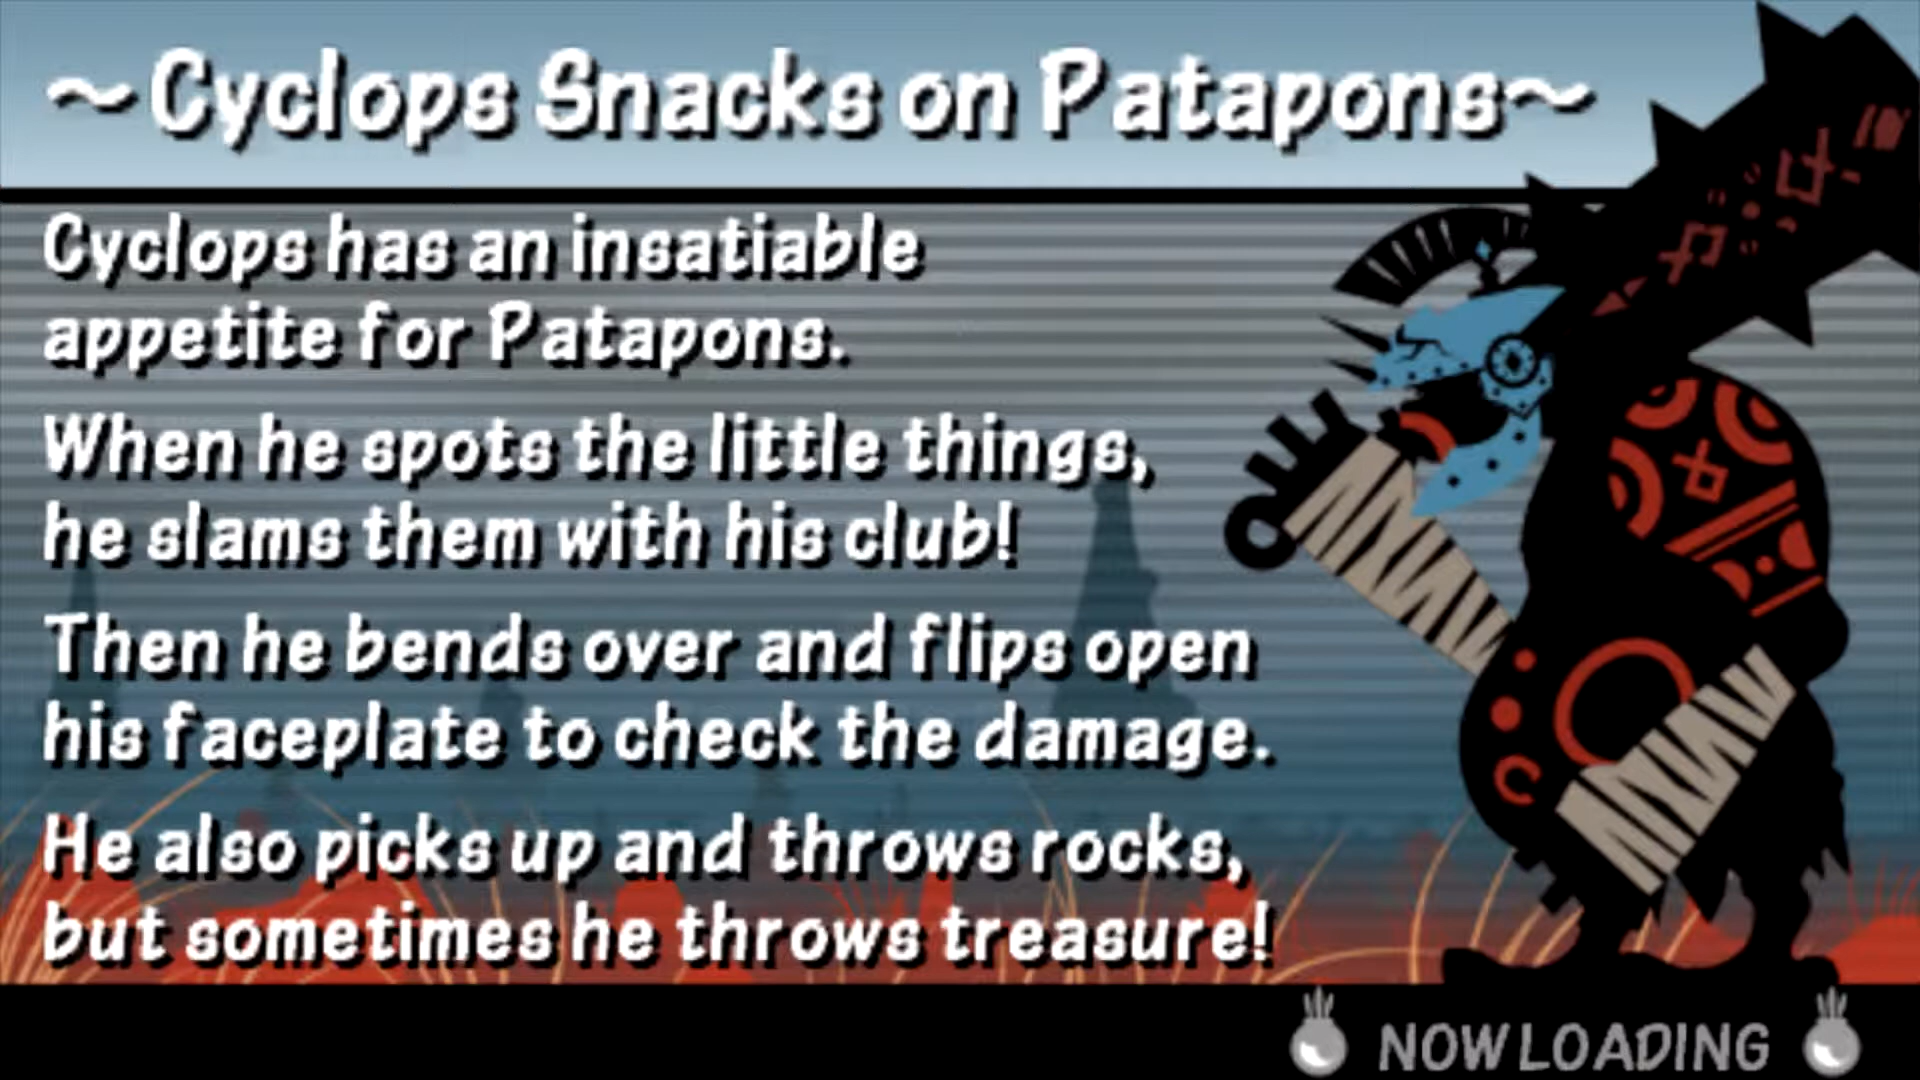 ~Cyclops Snacks on Patapons~
Cyclops has an insatiable
appetite for Patapons.
When he spots the little things,
he slams them with his club!
Then he bends over and flips open
his faceplate to check the damage.
He also picks up and throws rocks,
but sometimes he throws treasure!
NOW LOADING